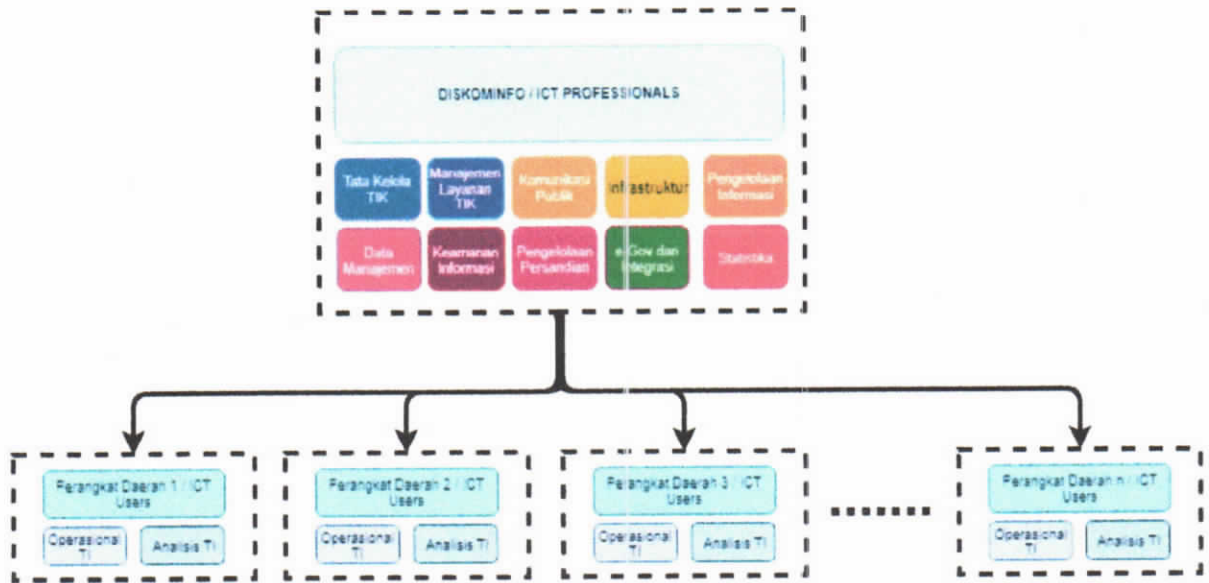 DISKOMINFO / ICT PROFESSIONALS
Tata Kelola
TIK
Manajemen
Layanan
TIK
Komunikasi
Publik
Infrastruktur
Pengelolaan
Informasi
Data
Manajemen
Keamanan
Informasi
Pengelolaan
Persandian
e-Gov dan
Integrasi
Statistika
Perangkat Daerah 1 / ICT
Users
Operasional
TI
Analisis TI
Perangkat Daerah 2 / ICT
Users
Operasional
TI
Analisis TI
Perangkat Daerah 3 / ICT
Users
Operasional
TI
Analisis TI
Perangkat Daerah n / ICT
Users
Operasional
TI
Analisis TI